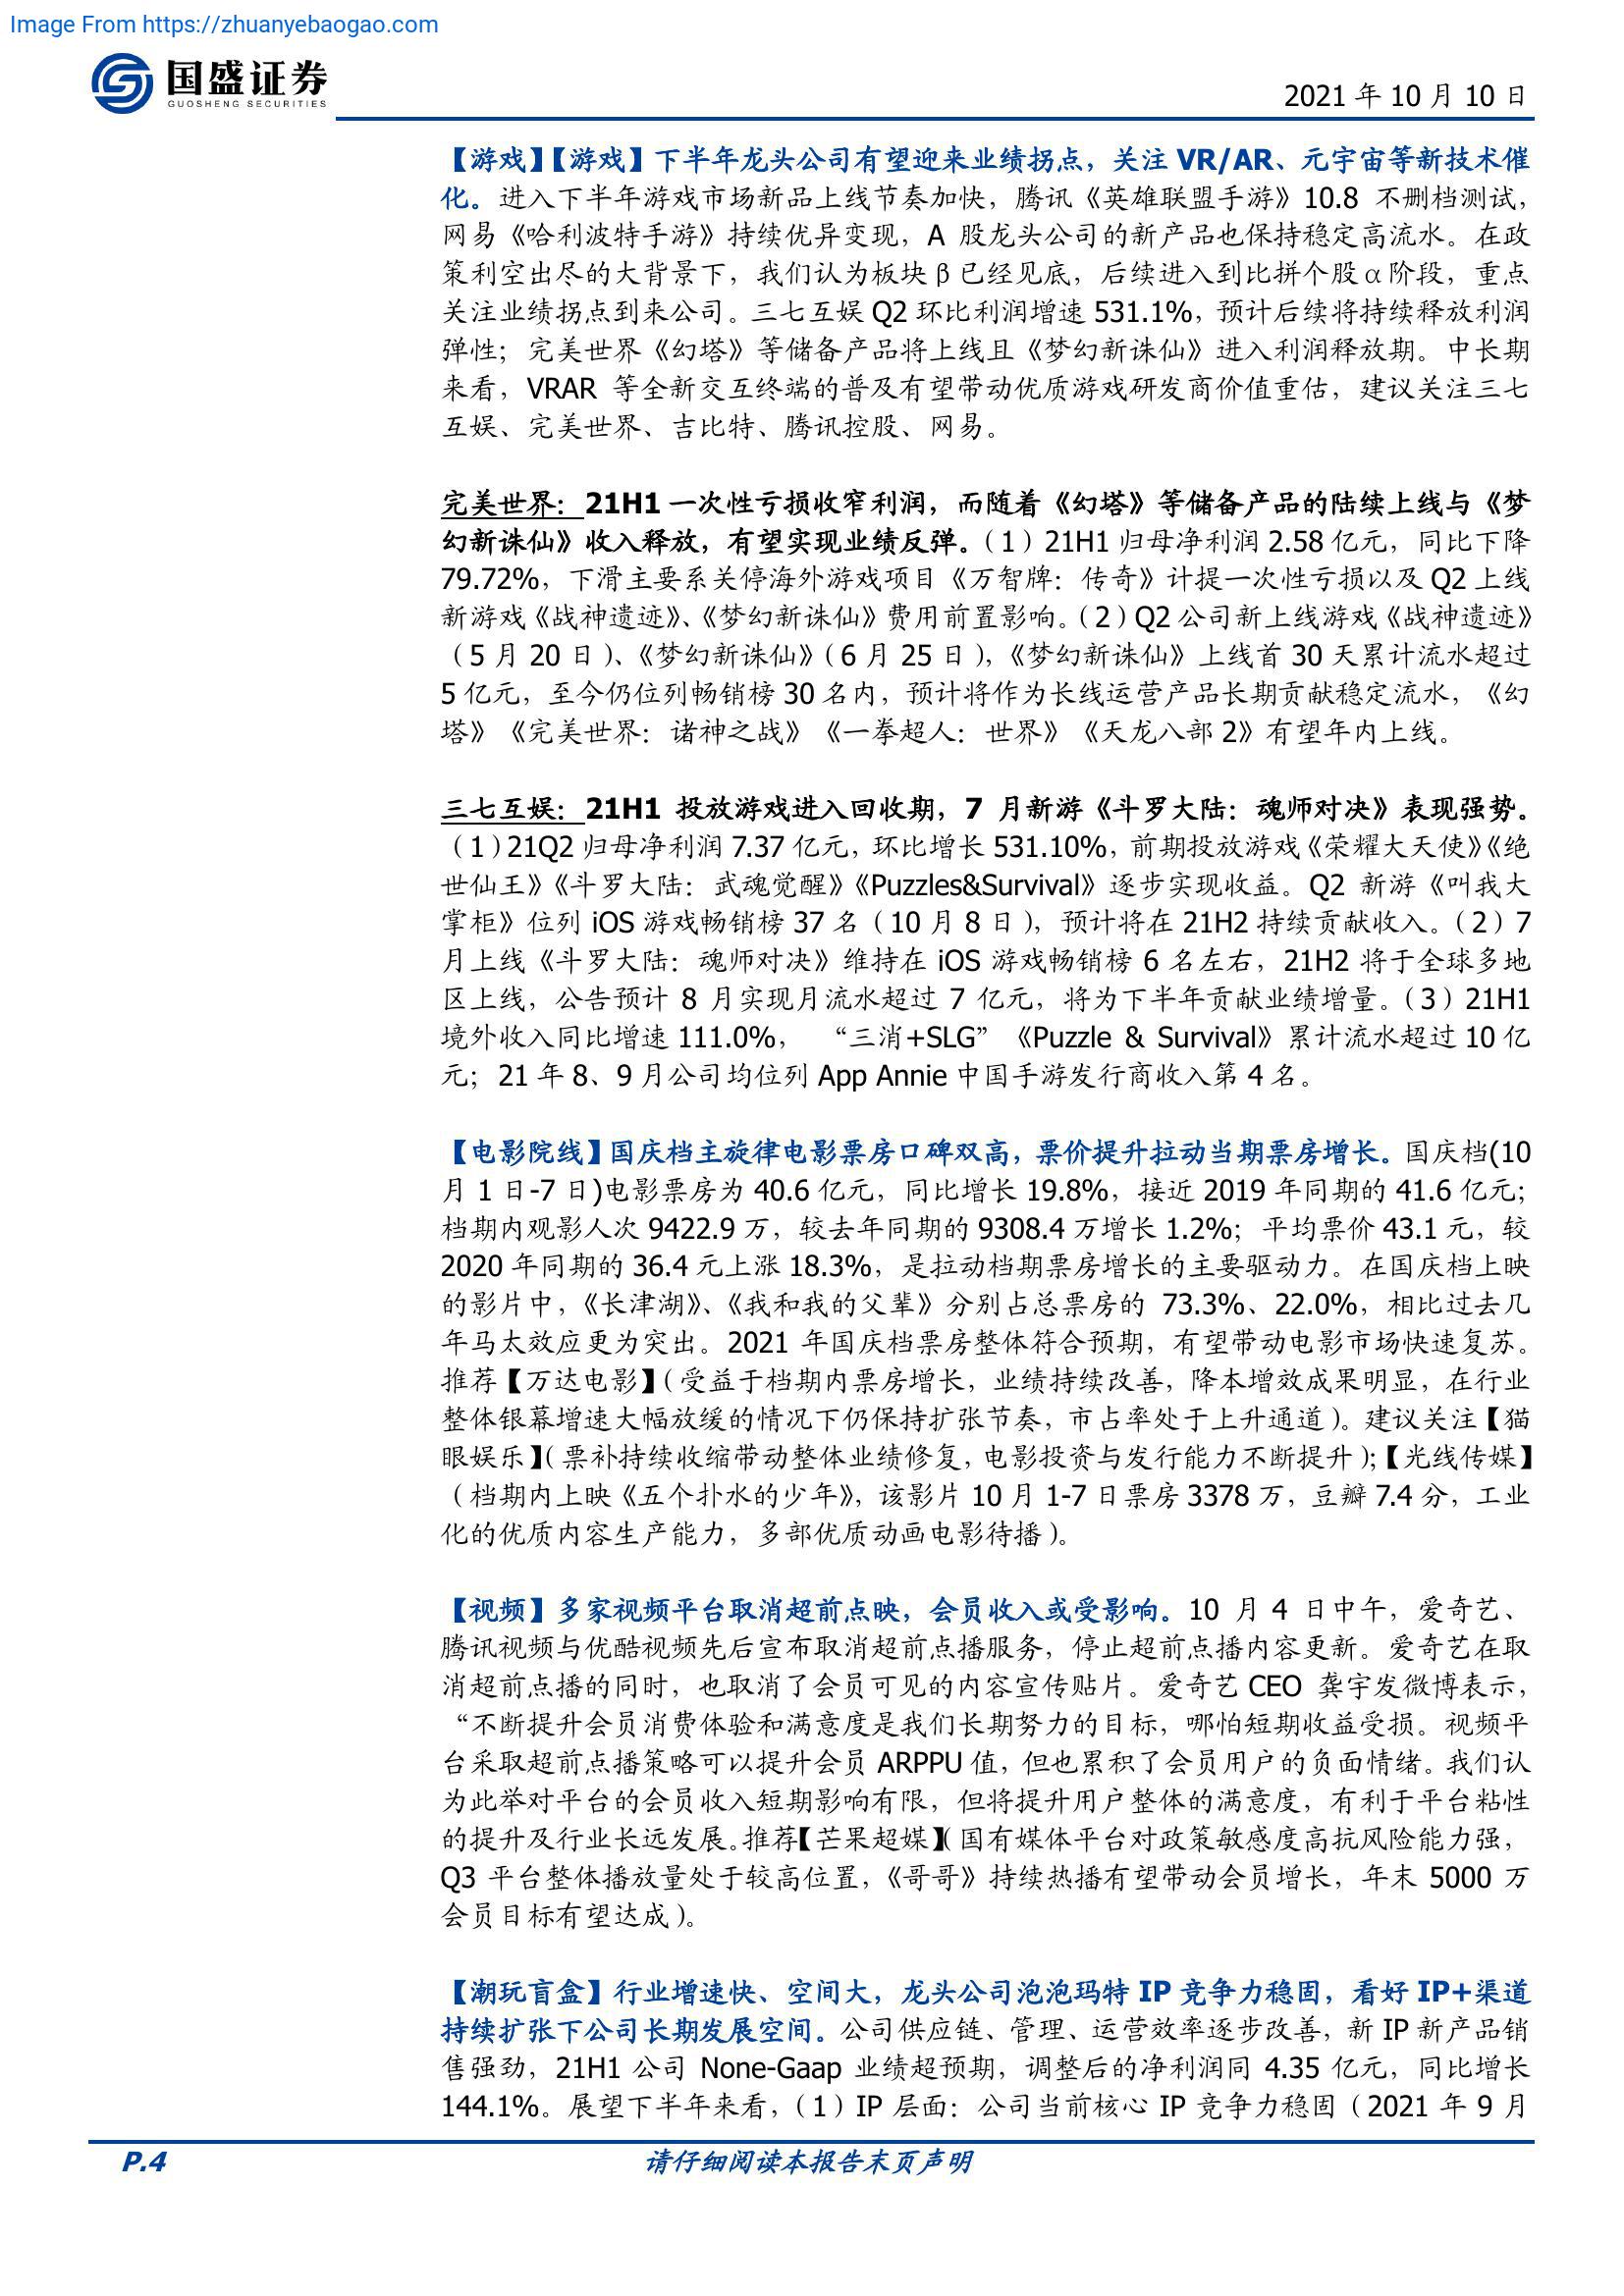 Image From https://zhuanyebaogao.com
国盛证券
GUOSHENG SECURITIES
2021 年 10 月 10 日
【游戏】【游戏】下半年龙头公司有望迎来业绩拐点，关注 VR/AR、元宇宙等新技术催
化。进入下半年游戏市场新品上线节奏加快，腾讯《英雄联盟手游》10.8 不删档测试，
网易《哈利波特手游》持续优异变现，A 股龙头公司的新产品也保持稳定高流水。在政
策利空出尽的大背景下，我们认为板块β已经见底，后续进入到比拼个股α阶段，重点
关注业绩拐点到来公司。三七互娱 Q2 环比利润增速 531.1%，预计后续将持续释放利润
弹性；完美世界《幻塔》等储备产品将上线且《梦幻新诛仙》进入利润释放期。中长期
来看，VRAR 等全新交互终端的普及有望带动优质游戏研发商价值重估，建议关注三七
互娱、完美世界、吉比特、腾讯控股、网易。
完美世界：21H1 一次性亏损收窄利润，而随着《幻塔》等储备产品的陆续上线与《梦
幻新诛仙》收入释放，有望实现业绩反弹。（1）21H1 归母净利润 2.58 亿元，同比下降
79.72%，下滑主要系关停海外游戏项目《万智牌：传奇》计提一次性亏损以及 Q2 上线
新游戏《战神遗迹》、《梦幻新诛仙》费用前置影响。（2）Q2 公司新上线游戏《战神遗迹》
（5 月 20 日）、《梦幻新诛仙》（6 月 25 日），《梦幻新诛仙》上线首 30 天累计流水超过
5 亿元，至今仍位列畅销榜 30 名内，预计将作为长线运营产品长期贡献稳定流水，《幻
塔》《完美世界：诸神之战》《一拳超人：世界》《天龙八部 2》有望年内上线。
三七互娱：21H1 投放游戏进入回收期，7 月新游《斗罗大陆：魂师对决》表现强势。
（1）21Q2 归母净利润 7.37 亿元，环比增长 531.10%，前期投放游戏《荣耀大天使》《绝
世仙王》《斗罗大陆：武魂觉醒》《Puzzles&Survival》逐步实现收益。Q2 新游《叫我大
掌柜》位列 iOS 游戏畅销榜 37 名（10 月 8 日），预计将在 21H2 持续贡献收入。（2）7
月上线《斗罗大陆：魂师对决》维持在 iOS 游戏畅销榜 6 名左右，21H2 将于全球多地
区上线，公告预计 8 月实现月流水超过 7 亿元，将为下半年贡献业绩增量。（3）21H1
境外收入同比增速 111.0%， “三消+SLG”《Puzzle & Survival》累计流水超过 10 亿
元；21 年 8、9 月公司均位列 App Annie 中国手游发行商收入第 4 名。
【电影院线】国庆档主旋律电影票房口碑双高，票价提升拉动当期票房增长。国庆档(10
月 1 日-7 日)电影票房为 40.6 亿元，同比增长 19.8%，接近 2019 年同期的 41.6 亿元；
档期内观影人次 9422.9 万，较去年同期的 9308.4 万增长 1.2%；平均票价 43.1 元，较
2020 年同期的 36.4 元上涨 18.3%，是拉动档期票房增长的主要驱动力。在国庆档上映
的影片中，《长津湖》、《我和我的父辈》分别占总票房的 73.3%、22.0%，相比过去几
年马太效应更为突出。2021 年国庆档票房整体符合预期，有望带动电影市场快速复苏。
推荐【万达电影】（受益于档期内票房增长，业绩持续改善，降本增效成果明显，在行业
整体银幕增速大幅放缓的情况下仍保持扩张节奏，市占率处于上升通道）。建议关注【猫
眼娱乐】（票补持续收缩带动整体业绩修复，电影投资与发行能力不断提升）；【光线传媒】
（档期内上映《五个扑水的少年》，该影片 10 月 1-7 日票房 3378 万，豆瓣 7.4 分，工业
化的优质内容生产能力，多部优质动画电影待播）。
【视频】多家视频平台取消超前点映，会员收入或受影响。10 月 4 日中午，爱奇艺、
腾讯视频与优酷视频先后宣布取消超前点播服务，停止超前点播内容更新。爱奇艺在取
消超前点播的同时，也取消了会员可见的内容宣传贴片。爱奇艺 CEO 龚宇发微博表示，
“不断提升会员消费体验和满意度是我们长期努力的目标，哪怕短期收益受损。视频平
台采取超前点播策略可以提升会员 ARPPU 值，但也累积了会员用户的负面情绪。我们认
为此举对平台的会员收入短期影响有限，但将提升用户整体的满意度，有利于平台粘性
的提升及行业长远发展。推荐【芒果超媒】（国有媒体平台对政策敏感度高抗风险能力强，
Q3 平台整体播放量处于较高位置，《哥哥》持续热播有望带动会员增长，年末 5000 万
会员目标有望达成）。
【潮玩盲盒】行业增速快、空间大，龙头公司泡泡玛特 IP 竞争力稳固，看好 IP+渠道
持续扩张下公司长期发展空间。公司供应链、管理、运营效率逐步改善，新 IP 新产品销
售强劲，21H1 公司 None-Gaap 业绩超预期，调整后的净利润同 4.35 亿元，同比增长
144.1%。展望下半年来看，（1）IP 层面：公司当前核心 IP 竞争力稳固（2021 年 9 月
P.4
请仔细阅读本报告末页声明